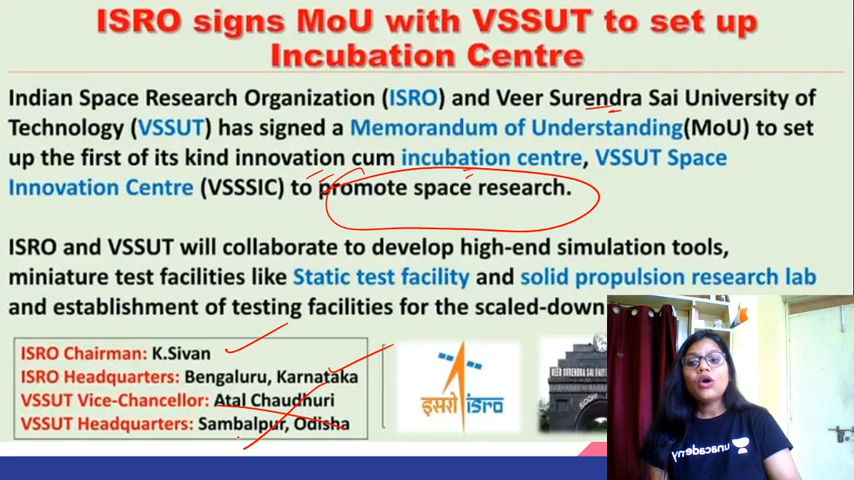 ISRO signs MoU with VSSUT to set up
Incubation Centre
Indian Space Research Organization (ISRO) and Veer Surendra Sai University of
Technology (VSSUT) has signed a Memorandum of Understanding(MoU) to set
up the first of its kind innovation cum incubation centre, VSSUT Space
Innovation Centre (VSSSIC) to promote space research.
ISRO and VSSUT will collaborate to develop high-end simulation tools,
miniature test facilities like Static test facility and solid propulsion research lab
and establishment of testing facilities for the scaled-down
ISRO Chairman: K.Sivan
ISRO Headquarters: Bengaluru, Karnataka
VSSUT Vice-Chancellor: Atal Chaudhuri
VSSUT Headquarters: Sambalpur, Odisha
इसरो isro
VEER SURENDRA SAI
unacademy